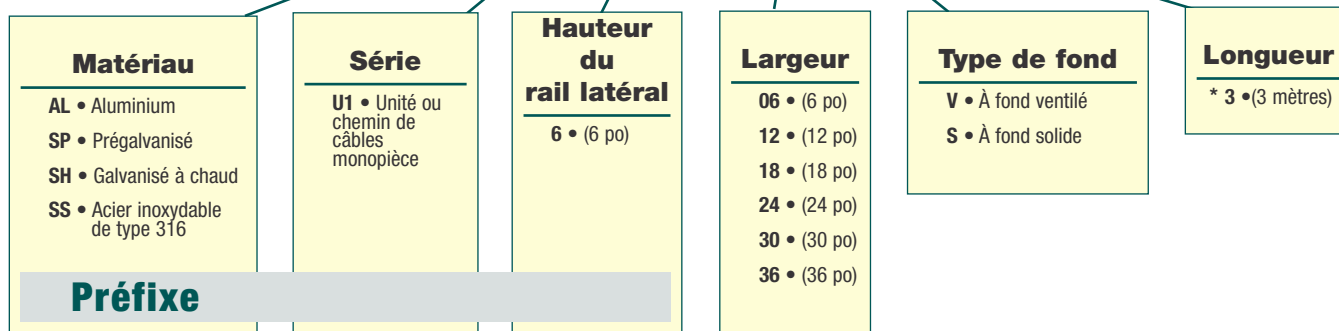 Matériau
AL • Aluminium
SP • Prégalvanisé
SH • Galvanisé à chaud
SS • Acier inoxydable
de type 316
Série
U1 • Unité ou
chemin de
câbles
monopièce
Hauteur
du
rail latéral
6 • (6 po)
Largeur
06 • (6 po)
12 • (12 po)
18 • (18 po)
24 • (24 po)
30 • (30 po)
36 • (36 po)
Type de fond
V • À fond ventilé
S • À fond solide
Longueur
* 3 •(3 mètres)
Préfixe